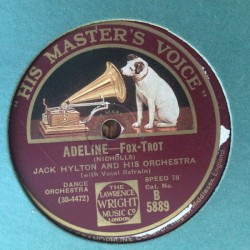 "HIS MASTER'S VOICE"
ADELINE—FOX-TROT
(NICHOLLS)
JACK HYLTON AND HIS ORCHESTRA
(with Vocal Refrain)
DANCE
ORCHESTRA
(30-4472)
THE
LAWRENCE
WRIGHT
MUSIC Co.
LONDON
SPEED 78
Cat. No.
B
5889